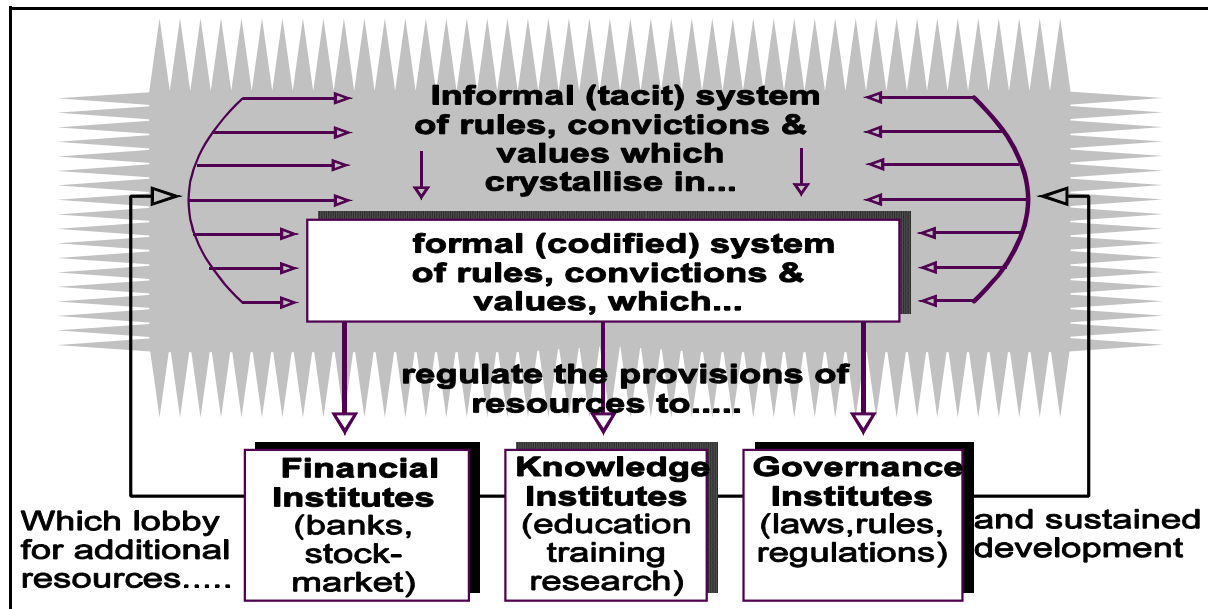 Informal (tacit) system
of rules, convictions &
values which
crystallise in...
formal (codified) system
of rules, convictions &
values, which...
regulate the provisions of
resources to.....
Financial
Institutes
(banks,
stock-
market)
Knowledge
Institutes
(education
training
research)
Governance
Institutes
(laws,rules,
regulations)
Which lobby
for additional
resources.....
and sustained
development